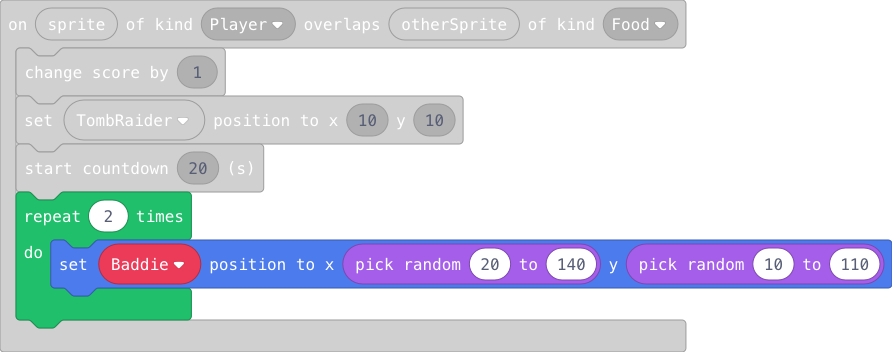 on sprite of kind Player overlaps otherSprite of kind Food
change score by 1
set TombRaider position to x 10 y 10
start countdown 20 (s)
repeat 2 times
do set Baddie position to x pick random 20 to 140 y pick random 10 to 110